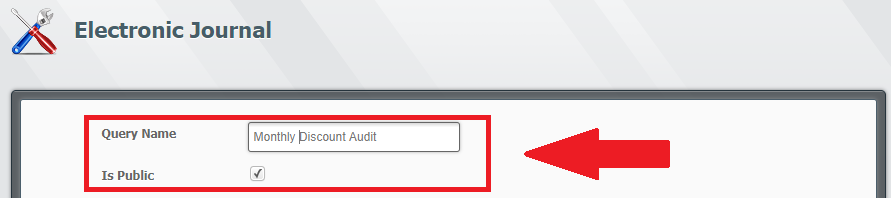 Electronic Journal
Query Name
Monthly Discount Audit
Is Public